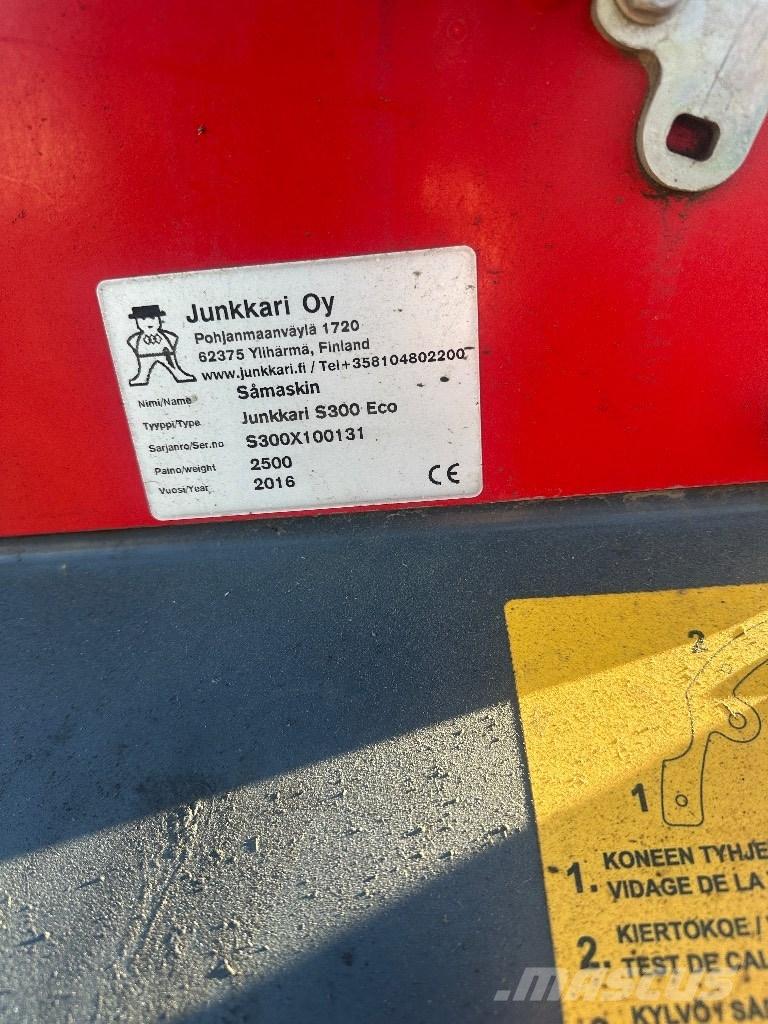 Junkkari Oy
Pohjanmaanväylä 1720
62375 Ylihärmä, Finland
www.junkkari.fi / Tel+358104802200
Nimi/Name Såmaskin
Tyyppi/Type Junkkari S300 Eco
Sarjanro/Ser.no S300X100131
Paino/weight 2500
Vuosi/Year 2016
CE
2
1
1. KONEEN TYHJE
VIDAGE DE LA
2. KIERTOKOE /
TEST DE CAL
KYLVÖY SÄ
MASCUS